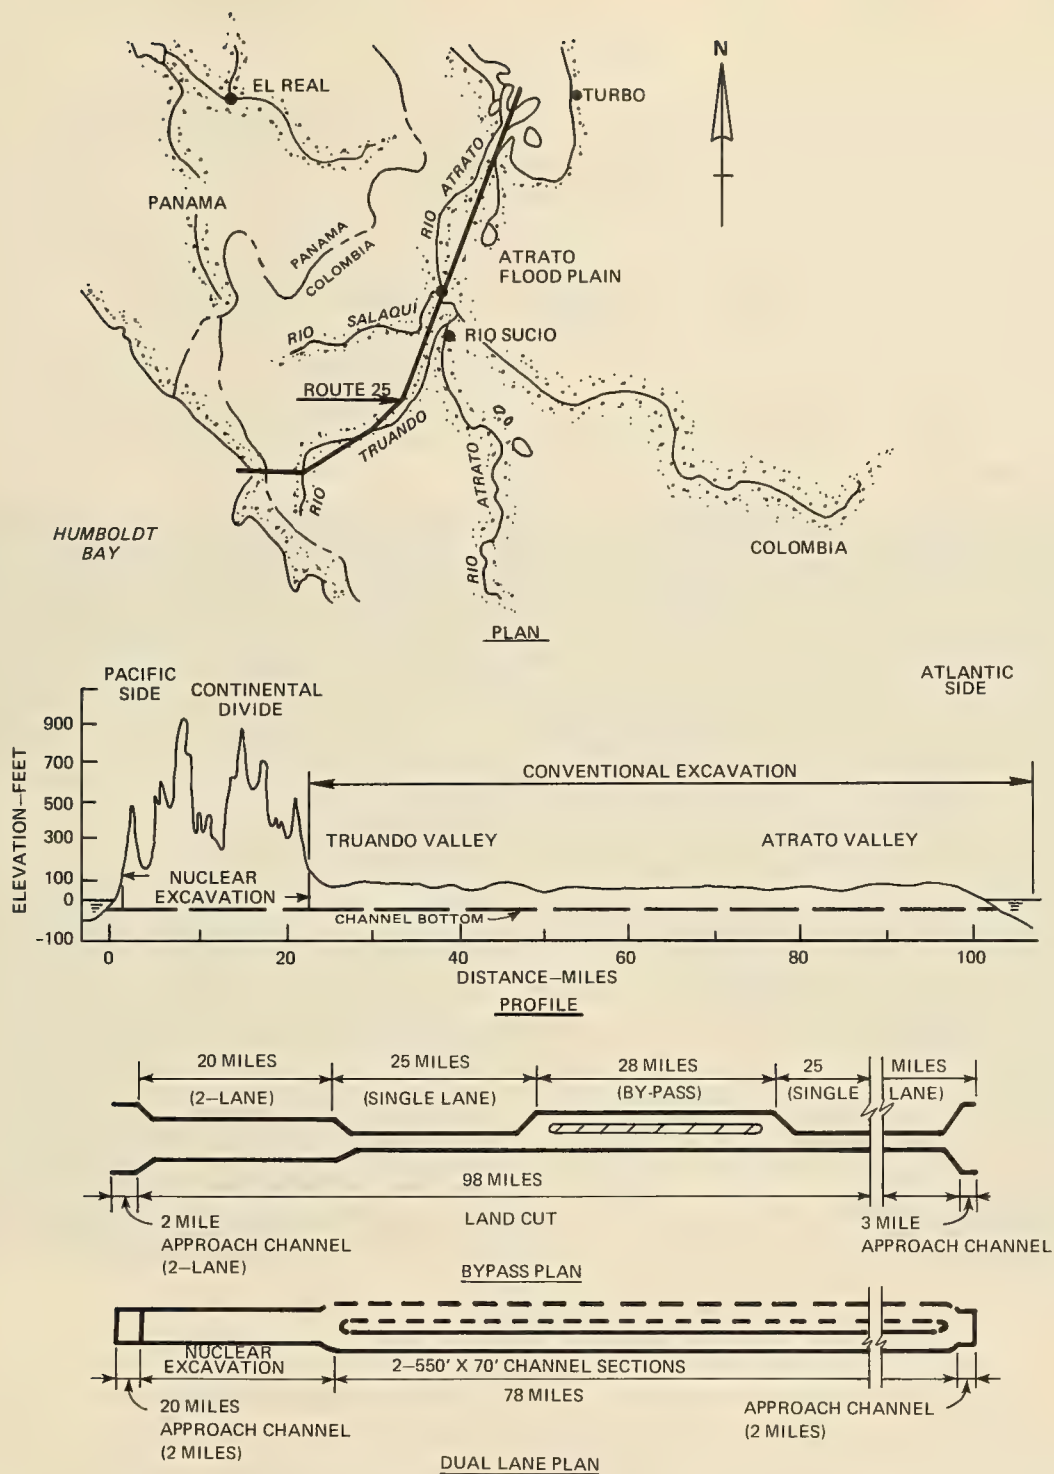 N
EL REAL
TURBO
RIO ATRATO
PANAMA
PANAMA
COLOMBIA
ATRATO
FLOOD PLAIN
RIO SALAQUI
RIO SUCIO
ROUTE 25
RIO TRUANDO
RIO ATRATO
HUMBOLDT
BAY
COLOMBIA
PLAN
PACIFIC
SIDE
CONTINENTAL
DIVIDE
ATLANTIC
SIDE
ELEVATION–FEET
900
700
500
300
100
0
-100
CONVENTIONAL EXCAVATION
TRUANDO VALLEY
ATRATO VALLEY
NUCLEAR
EXCAVATION
CHANNEL BOTTOM
0 20 40 60 80 100
DISTANCE–MILES
PROFILE
20 MILES
(2-LANE)
25 MILES
(SINGLE LANE)
28 MILES
(BY-PASS)
25 MILES
(SINGLE LANE)
98 MILES
LAND CUT
2 MILE
APPROACH CHANNEL
(2–LANE)
3 MILE
APPROACH CHANNEL
BYPASS PLAN
NUCLEAR
EXCAVATION
2–550' X 70' CHANNEL SECTIONS
78 MILES
20 MILES
APPROACH CHANNEL
(2 MILES)
APPROACH CHANNEL
(2 MILES)
DUAL LANE PLAN